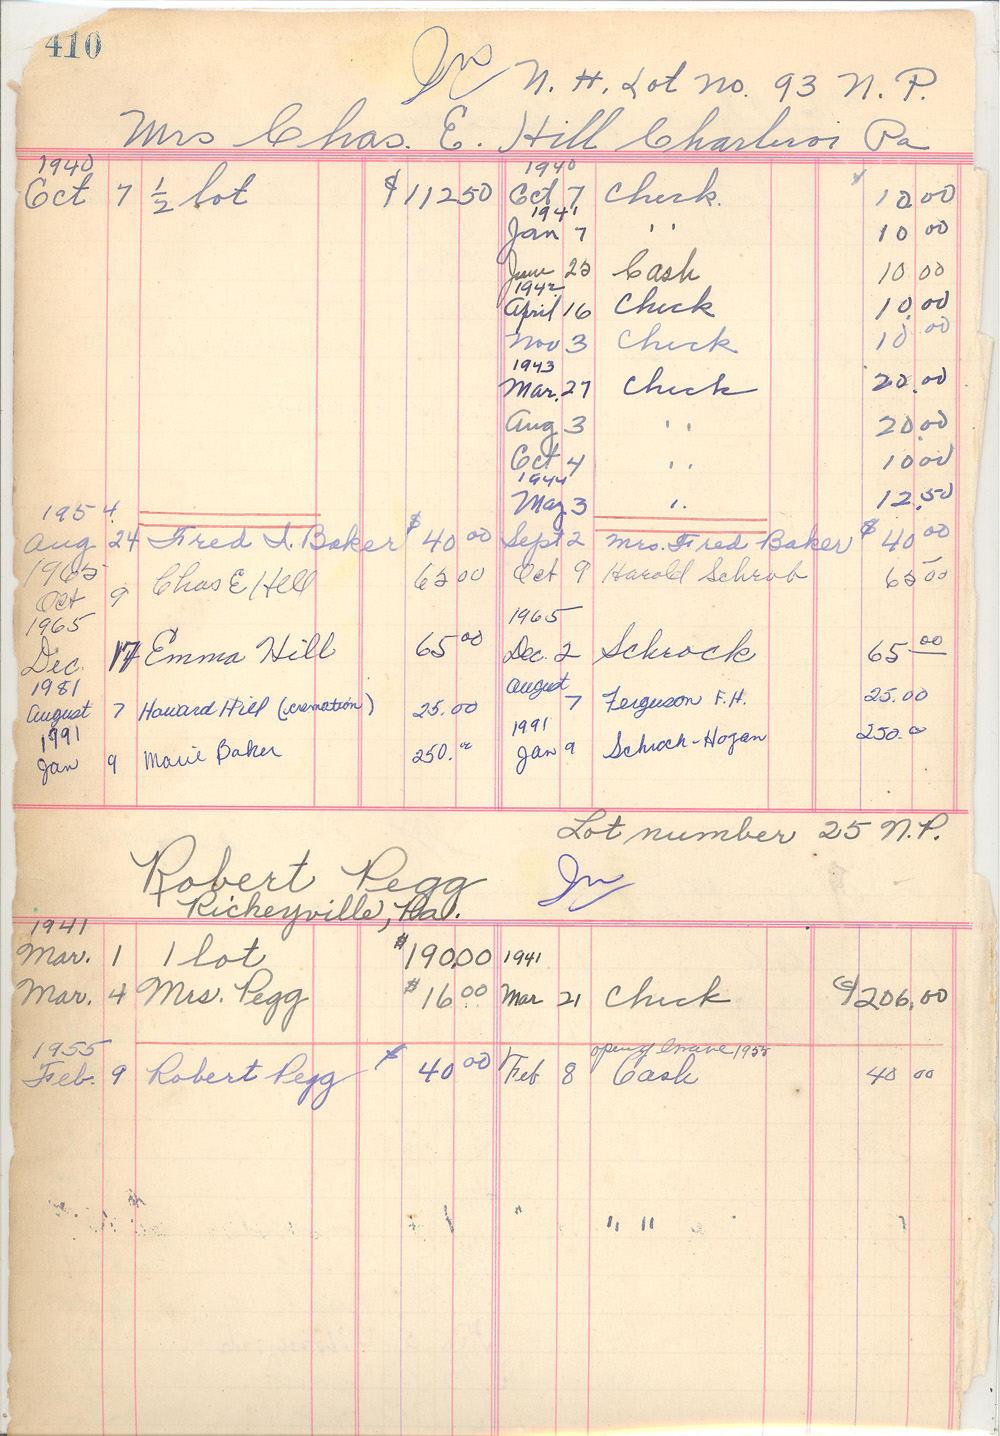 410
In N. H. Lot No. 93 N. P.
Mrs Chas. E. Hill Charleroi Pa
1940 1940
Oct 7 ½ lot $112 50 Oct 7 Check 10.00
1941
Jan 7 " 10 00
June 25 Cash 10 00
1942
April 16 Check 10.00
Nov 3 Check 10 00
1943
Mar. 27 Check 20.00
Aug 3 " 20.00
Oct 4 " 10.00
1944
May 3 " 12.50
1954
Aug 24 Fred I. Baker $40 00 Sept 2 Mrs. Fred Baker $40 00
1965
Oct 9 Chas E Hill 65 00 Oct 9 Harold Schrob 65 00
1965 1965
Dec. 17 Emma Hill 65 00 Dec. 2 Schrock 65 00
1981
August 7 Howard Hill (cremation) 25.00 August 7 Ferguson F.H. 25.00
1991 1991
Jan 9 Marie Baker 250.00 Jan 9 Schrock-Hogan 250.00
Lot number 25 N.P.
Robert Pegg In
Richeyville, Pa.
1941
Mar. 1 1 lot $190.00 1941
Mar. 4 Mrs. Pegg $16 00 Mar 21 Check $206.00
1955 open g Grave 1955
Feb. 9 Robert Pegg $40 00 Feb 8 Cash 40 00